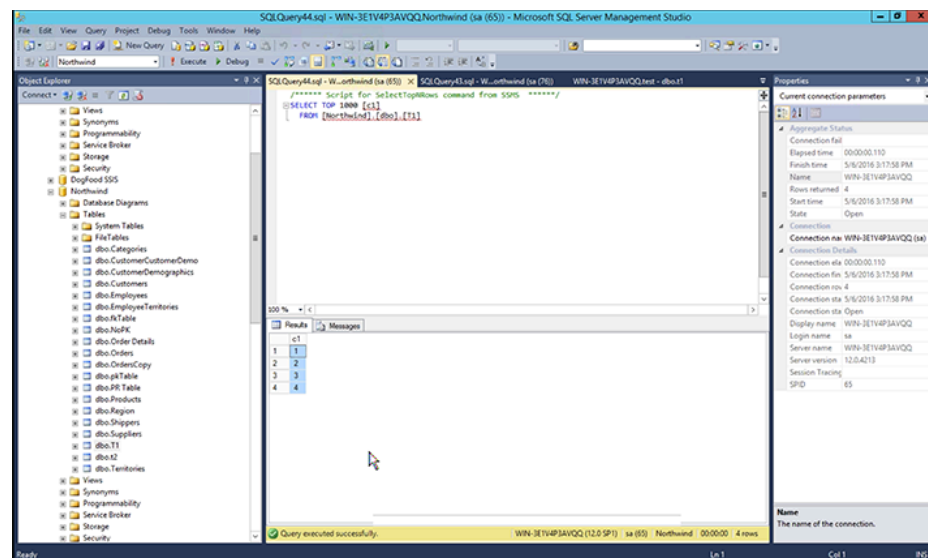 SQLQuery44.sql - WIN-3E1V4P3AVQQ.Northwind (sa (65)) - Microsoft SQL Server Management Studio
File Edit View Query Project Debug Tools Window Help
New Query
Northwind Execute Debug
Object Explorer
Connect
Views
Synonyms
Programmability
Service Broker
Storage
Security
DogFood SSIS
Northwind
Database Diagrams
Tables
System Tables
FileTables
dbo.Categories
dbo.CustomerCustomerDemo
dbo.CustomerDemographics
dbo.Customers
dbo.Employees
dbo.EmployeeTerritories
dbo.fkTable
dbo.NoPK
dbo.Order Details
dbo.Orders
dbo.OrdersCopy
dbo.pkTable
dbo.PR Table
dbo.Products
dbo.Region
dbo.Shippers
dbo.Suppliers
dbo.T1
dbo.t2
dbo.Territories
Views
Synonyms
Programmability
Service Broker
Storage
Security
SQLQuery44.sql - W...orthwind (sa (65)) SQLQuery43.sql - W...orthwind (sa (76)) WIN-3E1V4P3AVQQ.test - dbo.t1
/****** Script for SelectTopNRows command from SSMS ******/
SELECT TOP 1000 [c1]
FROM [Northwind].[dbo].[T1]
100 %
Results Messages
c1
1 1
2 2
3 3
4 4
Query executed successfully. WIN-3E1V4P3AVQQ (12.0 SP1) sa (65) Northwind 00:00:00 4 rows
Properties
Current connection parameters
Aggregate Status
Connection fail
Elapsed time 00:00:00.110
Finish time 5/6/2016 3:17:58 PM
Name WIN-3E1V4P3AVQQ
Rows returned 4
Start time 5/6/2016 3:17:58 PM
State Open
Connection
Connection na WIN-3E1V4P3AVQQ (sa)
Connection Details
Connection ela 00:00:00.110
Connection fin 5/6/2016 3:17:58 PM
Connection rov 4
Connection sta 5/6/2016 3:17:58 PM
Connection sta Open
Display name WIN-3E1V4P3AVQQ
Login name sa
Server name WIN-3E1V4P3AVQQ
Server version 12.0.4213
Session Tracing
SPID 65
Name
The name of the connection.
Ready Ln 1 Col 1 INS